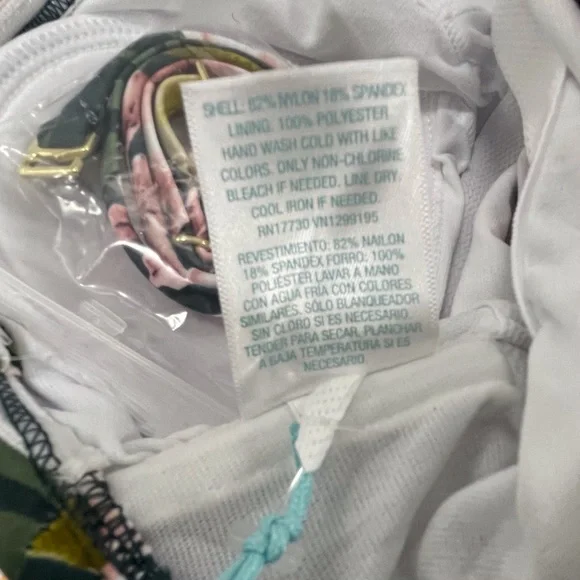 SHELL: 82% NYLON 18% SPANDEX
LINING: 100% POLYESTER
HAND WASH COLD WITH LIKE
COLORS. ONLY NON-CHLORINE
BLEACH IF NEEDED. LINE DRY.
COOL IRON IF NEEDED.
RN17730 VN1299195
REVESTIMIENTO: 82% NAILON
18% SPANDEX FORRO: 100%
POLIÉSTER LAVAR A MANO
CON AGUA FRÍA CON COLORES
SIMILARES. SÓLO BLANQUEADOR
SIN CLORO SI ES NECESARIO
TENDER PARA SECAR. PLANCHAR
A BAJA TEMPERATURA SI ES
NECESARIO